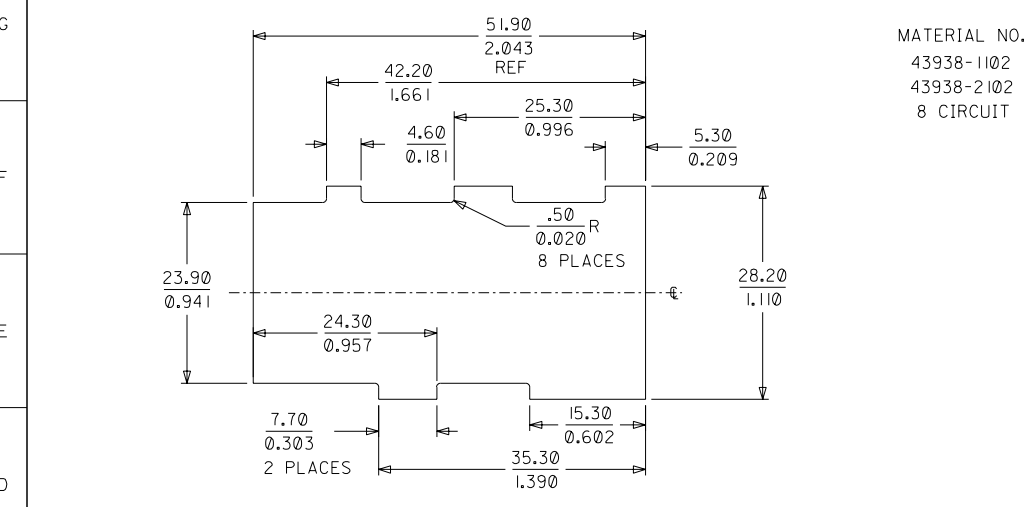 G
F
E
D
51.90
2.043
REF
42.20
1.661
25.30
0.996
4.60
0.181
5.30
0.209
.50
0.020 R
8 PLACES
23.90
0.941
28.20
1.110
℄
24.30
0.957
7.70
0.303
2 PLACES
15.30
0.602
35.30
1.390
MATERIAL NO.
43938-1102
43938-2102
8 CIRCUIT